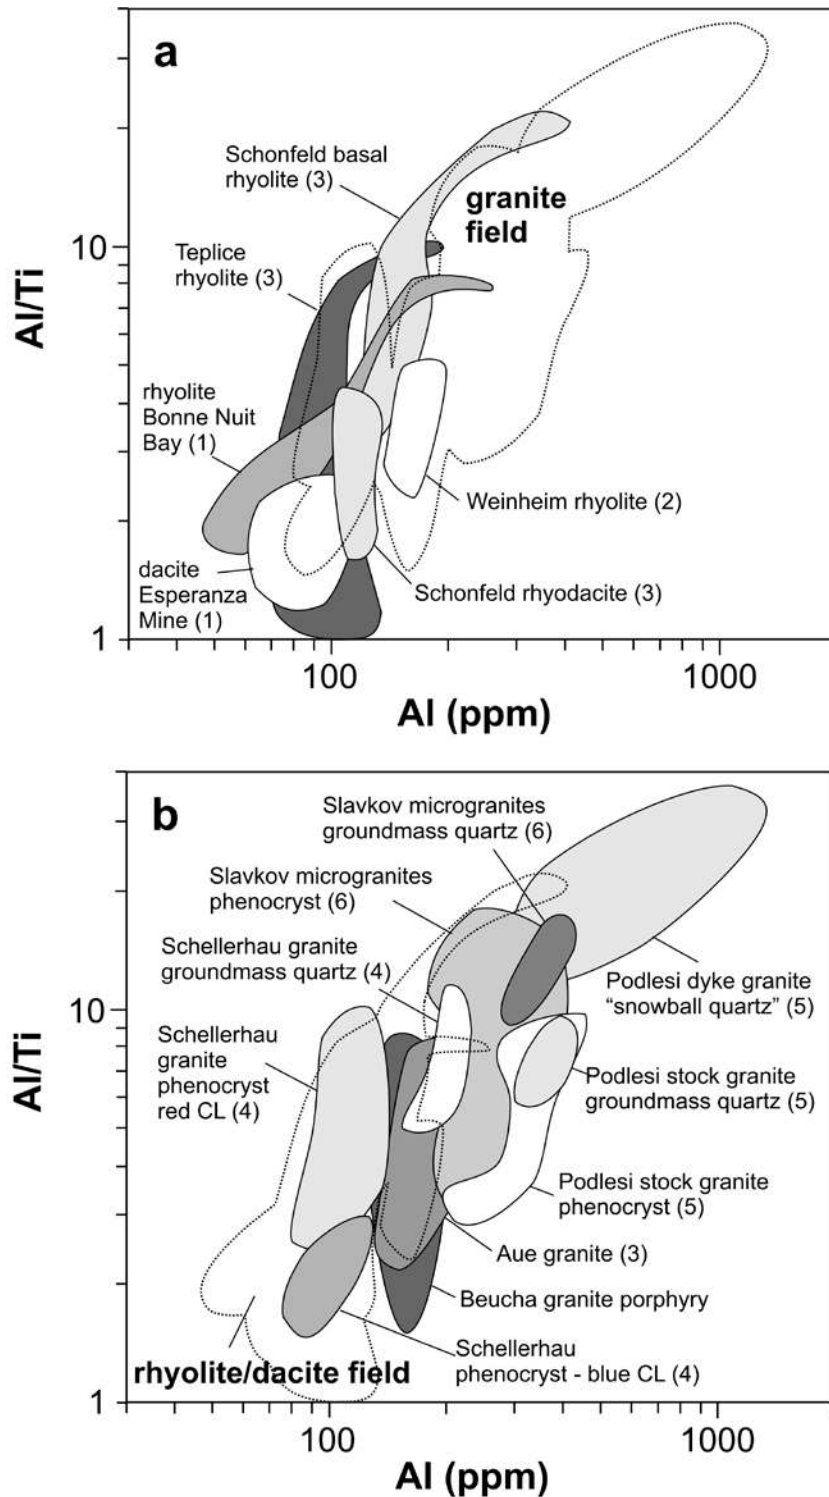 a
Schonfeld basal
rhyolite (3)
granite
field
10
Teplice
rhyolite (3)
Al/Ti
rhyolite
Bonne Nuit
Bay (1)
Weinheim rhyolite (2)
dacite
Esperanza
Mine (1)
Schonfeld rhyodacite (3)
1
100
1000
Al (ppm)
b
Slavkov microgranites
groundmass quartz (6)
Slavkov microgranites
phenocryst (6)
Schellerhau granite
groundmass quartz (4)
Podlesi dyke granite
"snowball quartz" (5)
10
Schellerhau
granite
phenocryst
red CL (4)
Al/Ti
Podlesi stock granite
groundmass quartz (5)
Podlesi stock granite
phenocryst (5)
Aue granite (3)
Beucha granite porphyry
Schellerhau
phenocryst - blue CL (4)
rhyolite/dacite field
1
100
1000
Al (ppm)